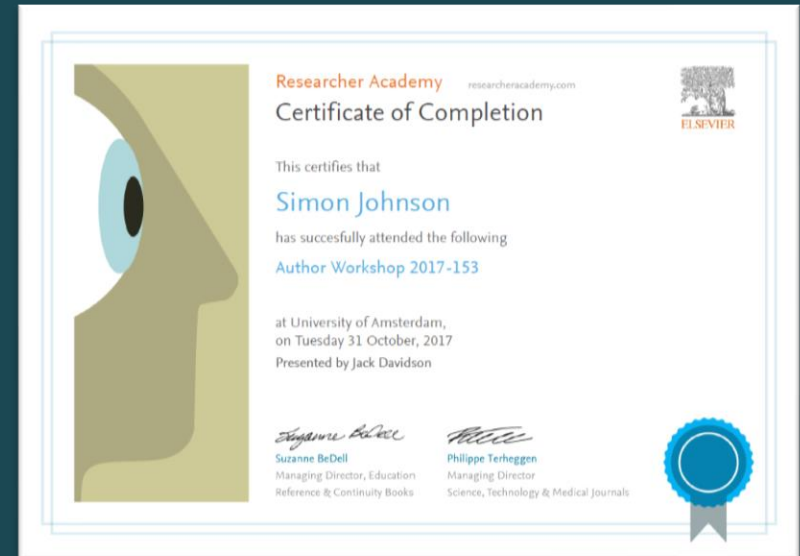 Researcher Academy researcheracademy.com
Certificate of Completion
ELSEVIER
This certifies that
Simon Johnson
has succesfully attended the following
Author Workshop 2017-153
at University of Amsterdam,
on Tuesday 31 October, 2017
Presented by Jack Davidson
Suzanne BeDell
Suzanne BeDell
Managing Director, Education
Reference & Continuity Books
Philippe Terheggen
Managing Director
Science, Technology & Medical Journals